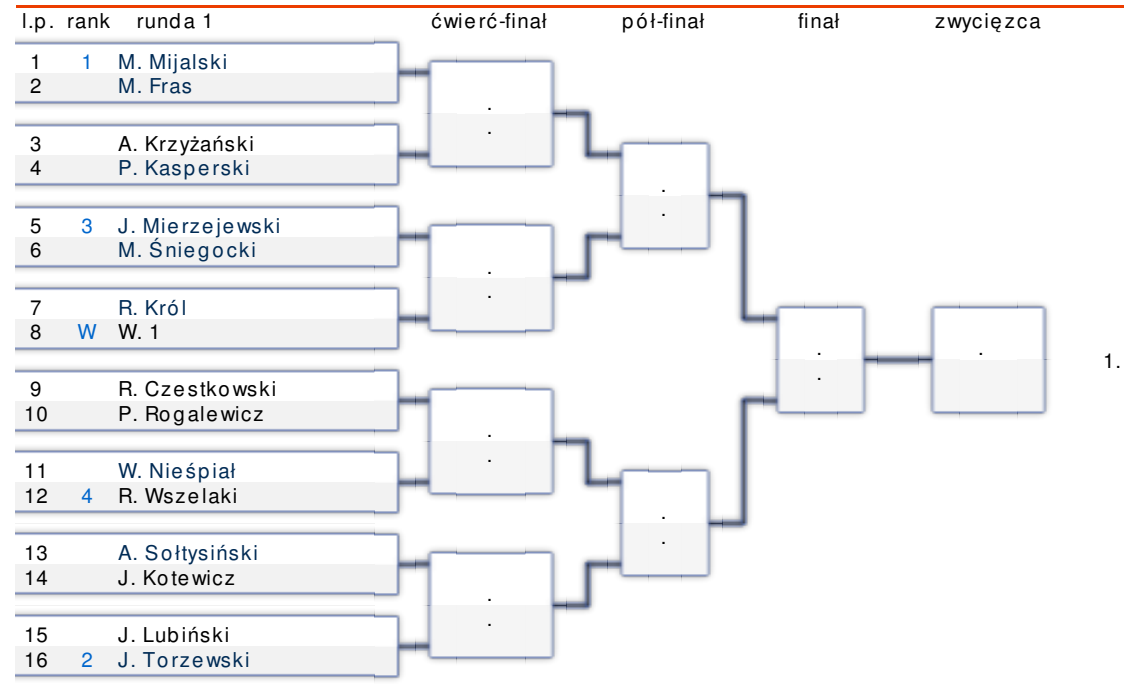 l.p. rank runda 1 ćwierć-finał pół-finał finał zwycięzca
1 1 M. Mijalski
2 M. Fras
.
.
3 A. Krzyżański
4 P. Kasperski
.
.
5 3 J. Mierzejewski
6 M. Śniegocki
.
.
7 R. Król
8 W W. 1
.
.
.
1.
9 R. Czestkowski
10 P. Rogalewicz
.
.
11 W. Nieśpiał
12 4 R. Wszelaki
.
.
13 A. Sołtysiński
14 J. Kotewicz
.
.
15 J. Lubiński
16 2 J. Torzewski